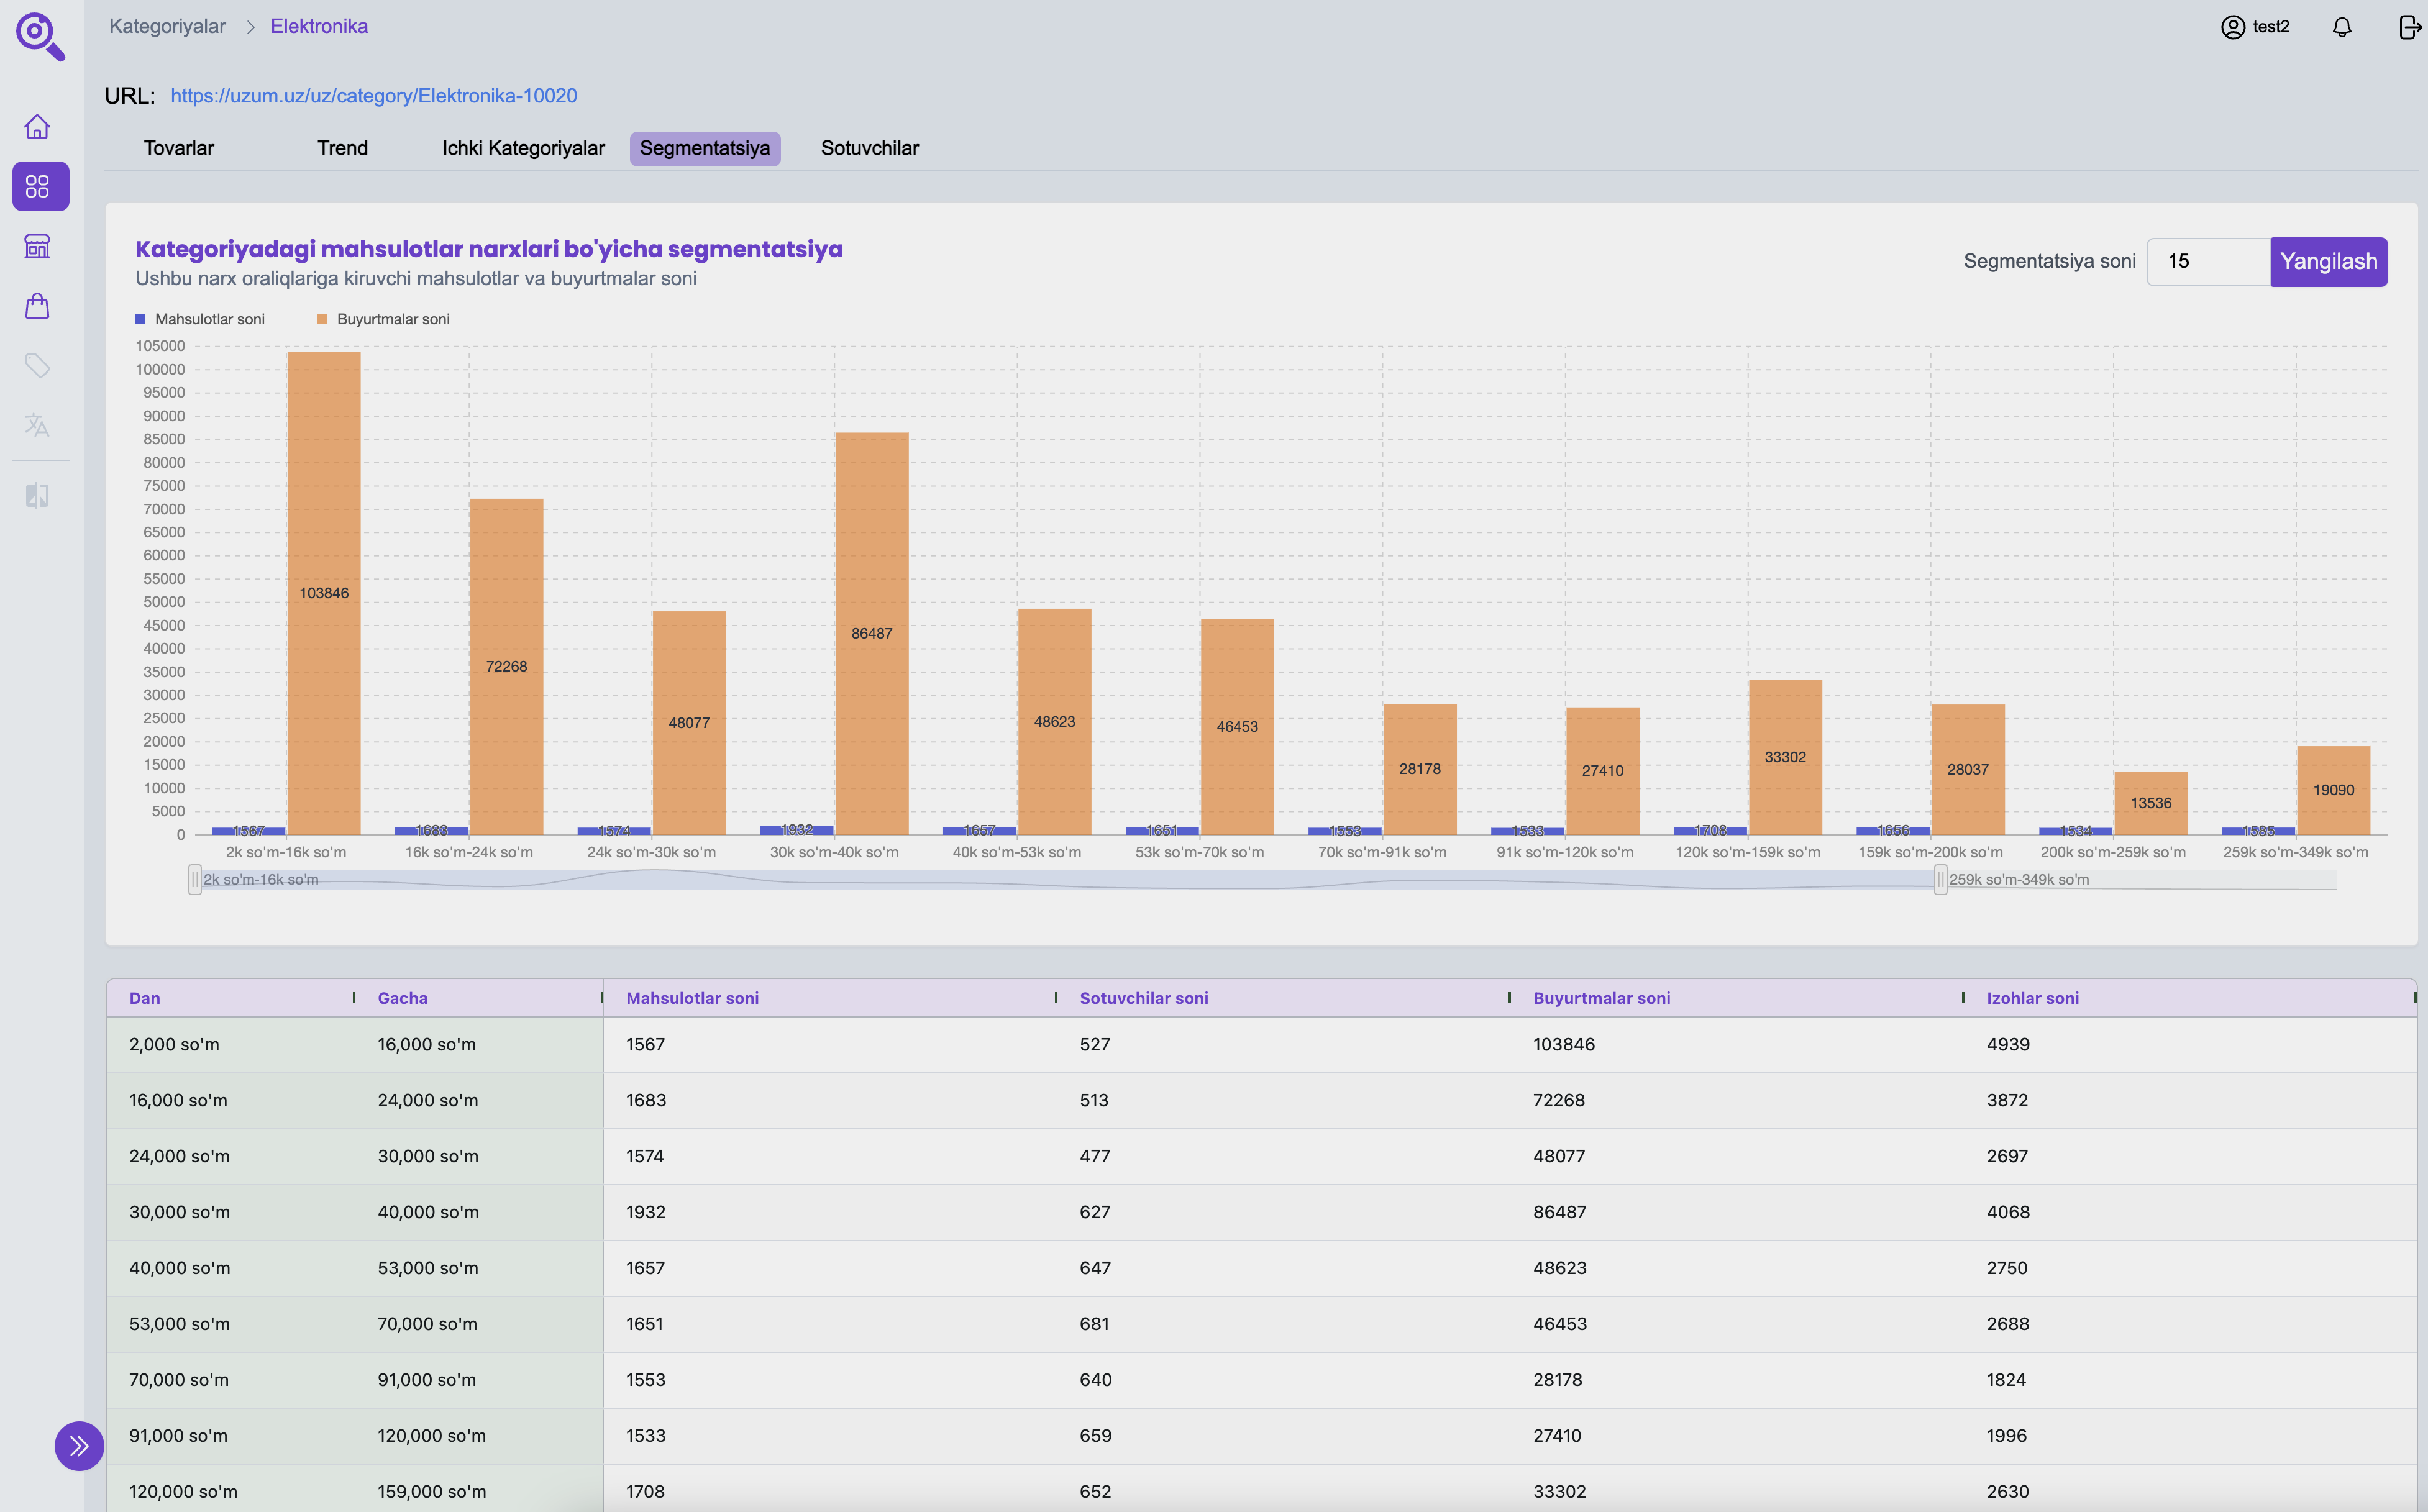 Kategoriyalar > Elektronika
test2
URL: https://uzum.uz/uz/category/Elektronika-10020
Tovarlar Trend Ichki Kategoriyalar Segmentatsiya Sotuvchilar
Kategoriyadagi mahsulotlar narxlari bo'yicha segmentatsiya
Ushbu narx oraliqlariga kiruvchi mahsulotlar va buyurtmalar soni
Segmentatsiya soni 15 Yangilash
Mahsulotlar soni Buyurtmalar soni
105000
100000
95000
90000
85000
80000
75000
70000
65000
60000
55000
50000
45000
40000
35000
30000
25000
20000
15000
10000
5000
0
103846
72268
48077
86487
48623
46453
28178
27410
33302
28037
13536
19090
1567 1683 1574 1932 1657 1651 1553 1533 1708 1656 1534 1585
2k so'm-16k so'm 16k so'm-24k so'm 24k so'm-30k so'm 30k so'm-40k so'm 40k so'm-53k so'm 53k so'm-70k so'm 70k so'm-91k so'm 91k so'm-120k so'm 120k so'm-159k so'm 159k so'm-200k so'm 200k so'm-259k so'm 259k so'm-349k so'm
2k so'm-16k so'm 259k so'm-349k so'm
Dan Gacha Mahsulotlar soni Sotuvchilar soni Buyurtmalar soni Izohlar soni
2,000 so'm 16,000 so'm 1567 527 103846 4939
16,000 so'm 24,000 so'm 1683 513 72268 3872
24,000 so'm 30,000 so'm 1574 477 48077 2697
30,000 so'm 40,000 so'm 1932 627 86487 4068
40,000 so'm 53,000 so'm 1657 647 48623 2750
53,000 so'm 70,000 so'm 1651 681 46453 2688
70,000 so'm 91,000 so'm 1553 640 28178 1824
91,000 so'm 120,000 so'm 1533 659 27410 1996
120,000 so'm 159,000 so'm 1708 652 33302 2630